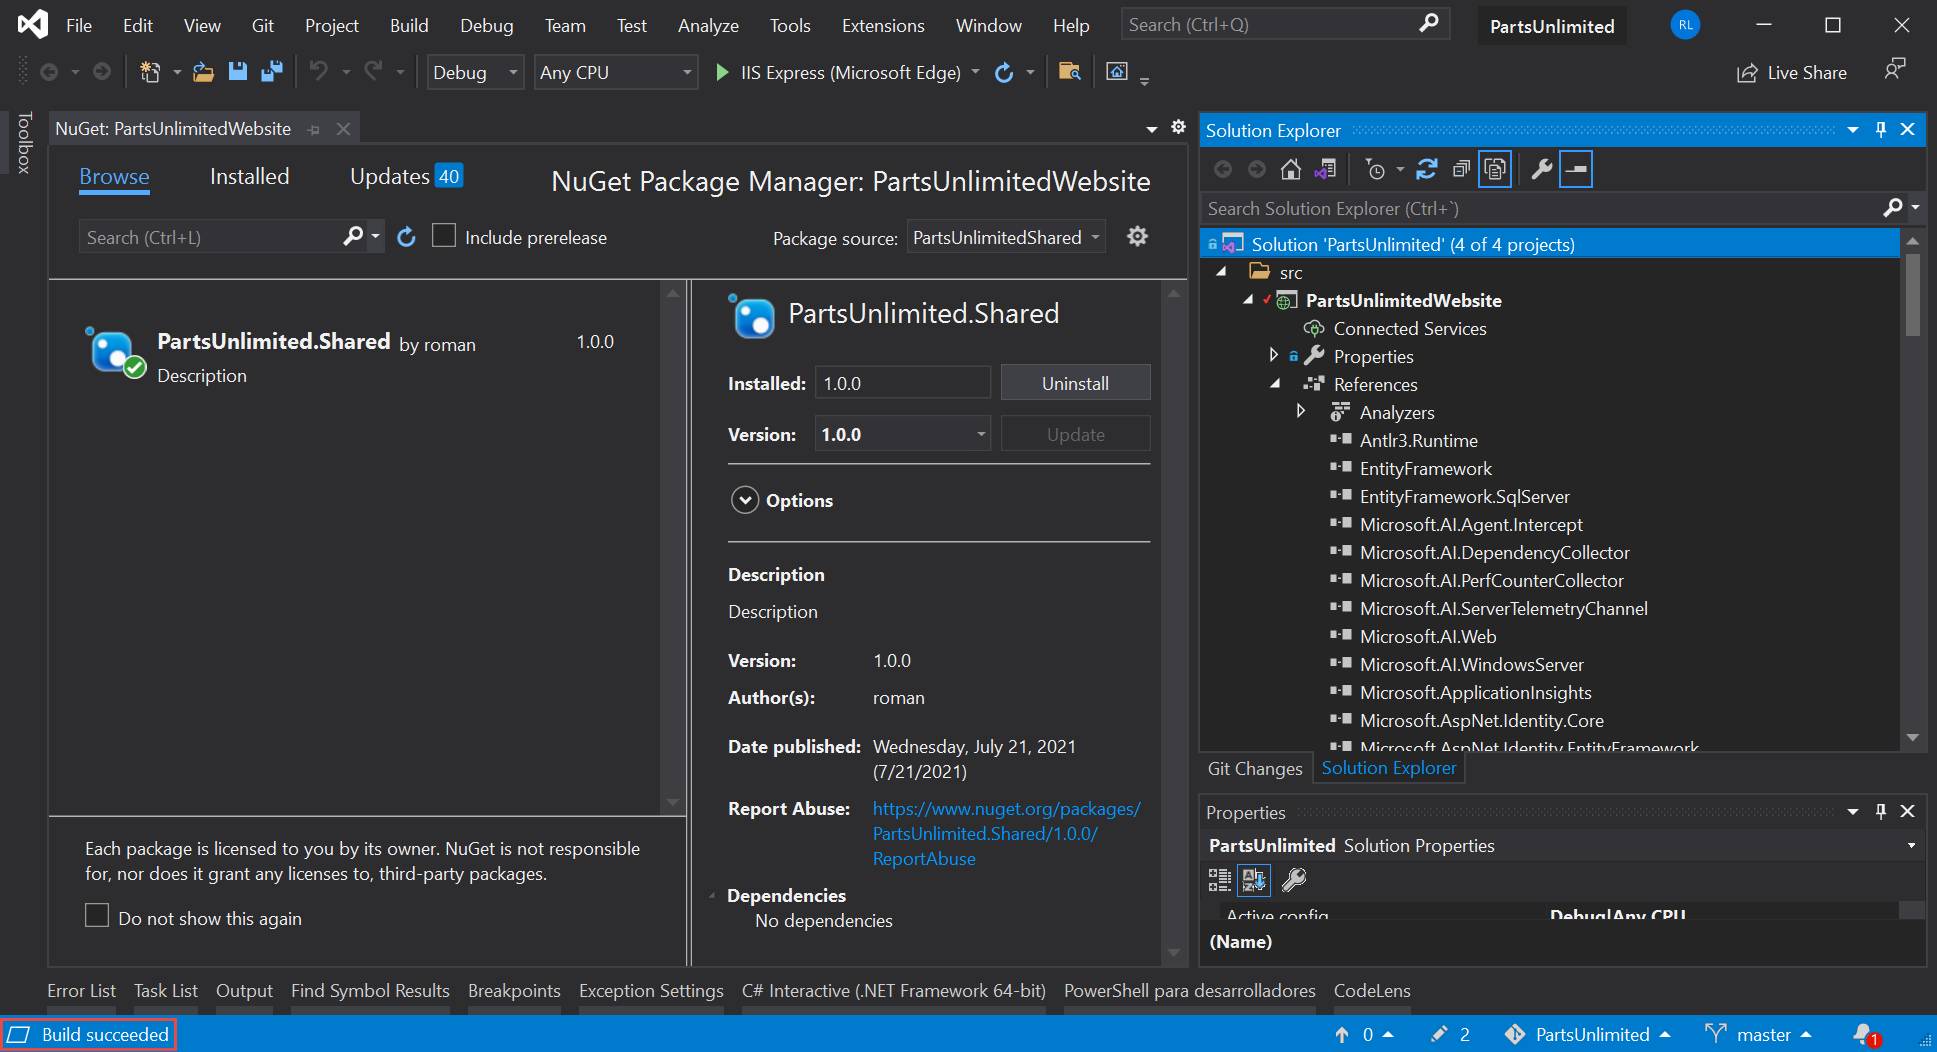 File Edit View Git Project Build Debug Team Test Analyze Tools Extensions Window Help Search (Ctrl+Q) PartsUnlimited RL
Debug Any CPU IIS Express (Microsoft Edge) Live Share
Toolbox
NuGet: PartsUnlimitedWebsite
Browse Installed Updates 40 NuGet Package Manager: PartsUnlimitedWebsite
Search (Ctrl+L) Include prerelease Package source: PartsUnlimitedShared
PartsUnlimited.Shared by roman 1.0.0
Description
Each package is licensed to you by its owner. NuGet is not responsible
for, nor does it grant any licenses to, third-party packages.
Do not show this again
PartsUnlimited.Shared
Installed: 1.0.0 Uninstall
Version: 1.0.0 Update
Options
Description
Description
Version: 1.0.0
Author(s): roman
Date published: Wednesday, July 21, 2021
(7/21/2021)
Report Abuse: https://www.nuget.org/packages/
PartsUnlimited.Shared/1.0.0/
ReportAbuse
Dependencies
No dependencies
Solution Explorer
Search Solution Explorer (Ctrl+`)
Solution 'PartsUnlimited' (4 of 4 projects)
src
PartsUnlimitedWebsite
Connected Services
Properties
References
Analyzers
Antlr3.Runtime
EntityFramework
EntityFramework.SqlServer
Microsoft.AI.Agent.Intercept
Microsoft.AI.DependencyCollector
Microsoft.AI.PerfCounterCollector
Microsoft.AI.ServerTelemetryChannel
Microsoft.AI.Web
Microsoft.AI.WindowsServer
Microsoft.ApplicationInsights
Microsoft.AspNet.Identity.Core
Microsoft.AspNet.Identity.EntityFramework
Git Changes Solution Explorer
Properties
PartsUnlimited Solution Properties
Active config Debug|Any CPU
(Name)
Error List Task List Output Find Symbol Results Breakpoints Exception Settings C# Interactive (.NET Framework 64-bit) PowerShell para desarrolladores CodeLens
Build succeeded 0 2 PartsUnlimited master 1